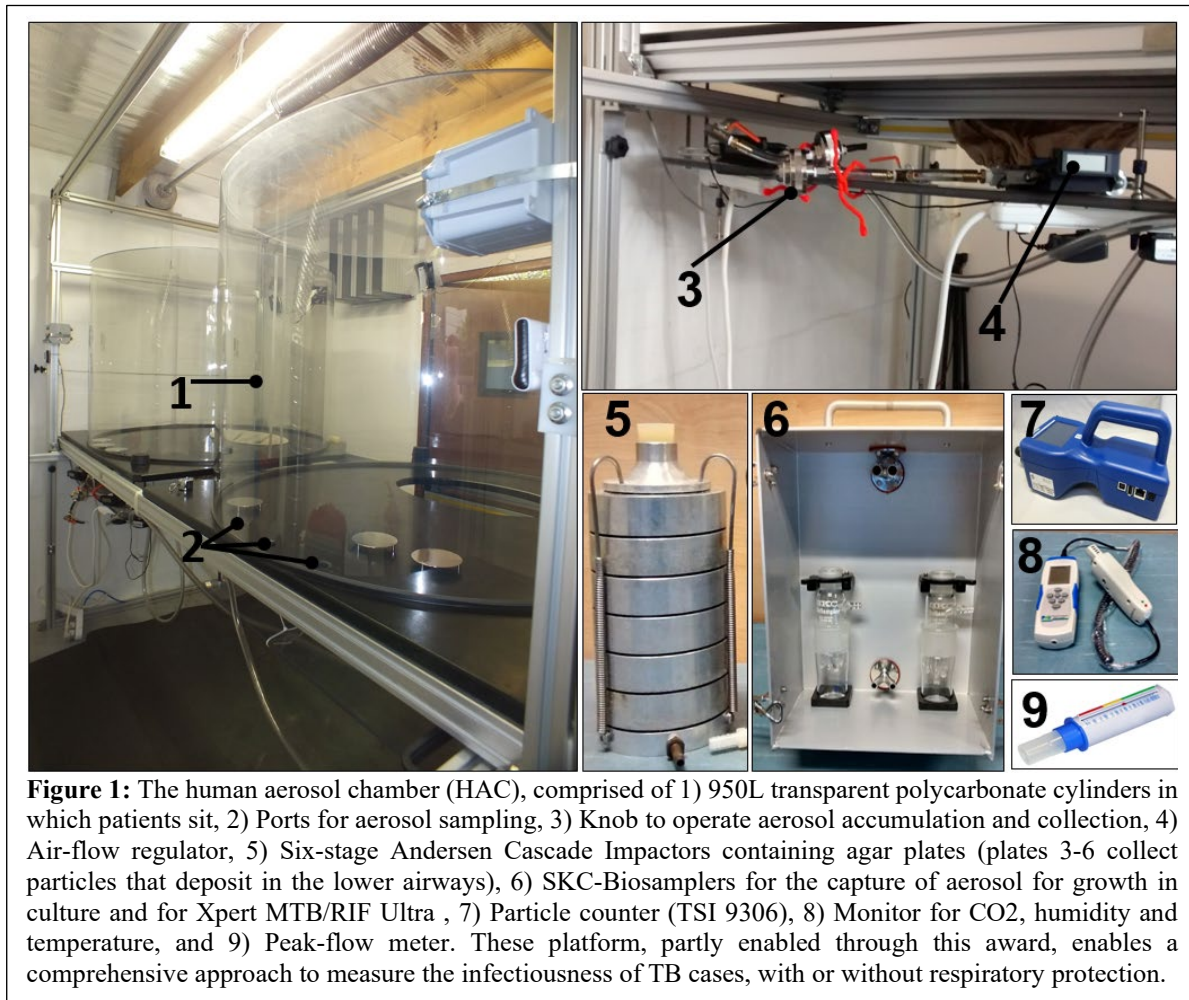 1
2
3
4
5
6
7
8
9
Figure 1: The human aerosol chamber (HAC), comprised of 1) 950L transparent polycarbonate cylinders in
which patients sit, 2) Ports for aerosol sampling, 3) Knob to operate aerosol accumulation and collection, 4)
Air-flow regulator, 5) Six-stage Andersen Cascade Impactors containing agar plates (plates 3-6 collect
particles that deposit in the lower airways), 6) SKC-Biosamplers for the capture of aerosol for growth in
culture and for Xpert MTB/RIF Ultra , 7) Particle counter (TSI 9306), 8) Monitor for CO2, humidity and
temperature, and 9) Peak-flow meter. These platform, partly enabled through this award, enables a
comprehensive approach to measure the infectiousness of TB cases, with or without respiratory protection.